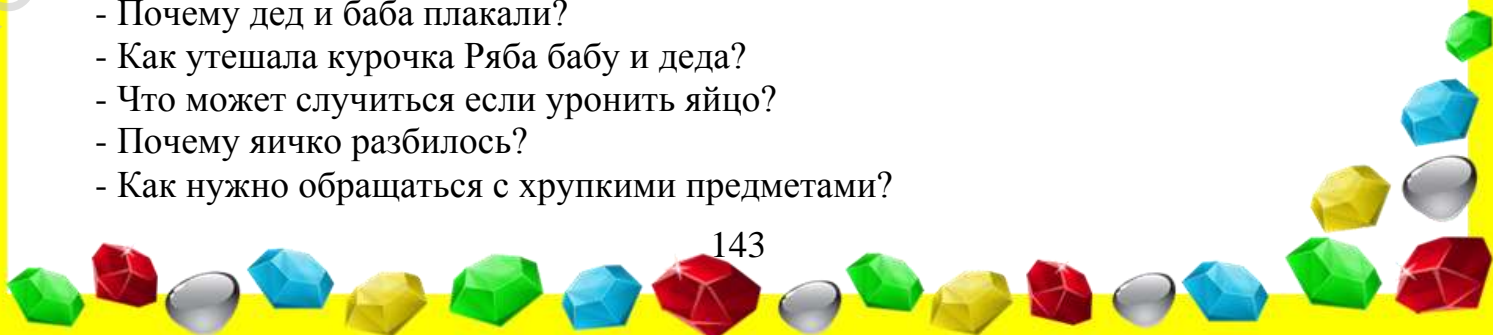 - Почему дед и баба плакали?
- Как утешала курочка Ряба бабу и деда?
- Что может случиться если уронить яйцо?
- Почему яичко разбилось?
- Как нужно обращаться с хрупкими предметами?
143